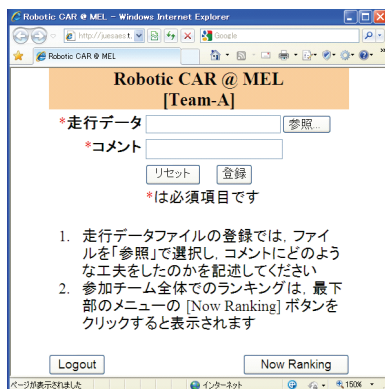 Robotic CAR @ MEL - Windows Internet Explorer
http://juesaes t.
Google
Robotic CAR @ MEL
Robotic CAR @ MEL
[Team-A]
*走行データ 参照...
*コメント
リセット 登録
*は必須項目です
1. 走行データファイルの登録では, ファイ
ルを「参照」で選択し, コメントにどのよう
な工夫をしたのかを記述してください
2. 参加チーム全体でのランキングは, 最下
部のメニューの [Now Ranking] ボタンを
クリックすると表示されます
Logout Now Ranking
ページが表示されました インターネット 150%